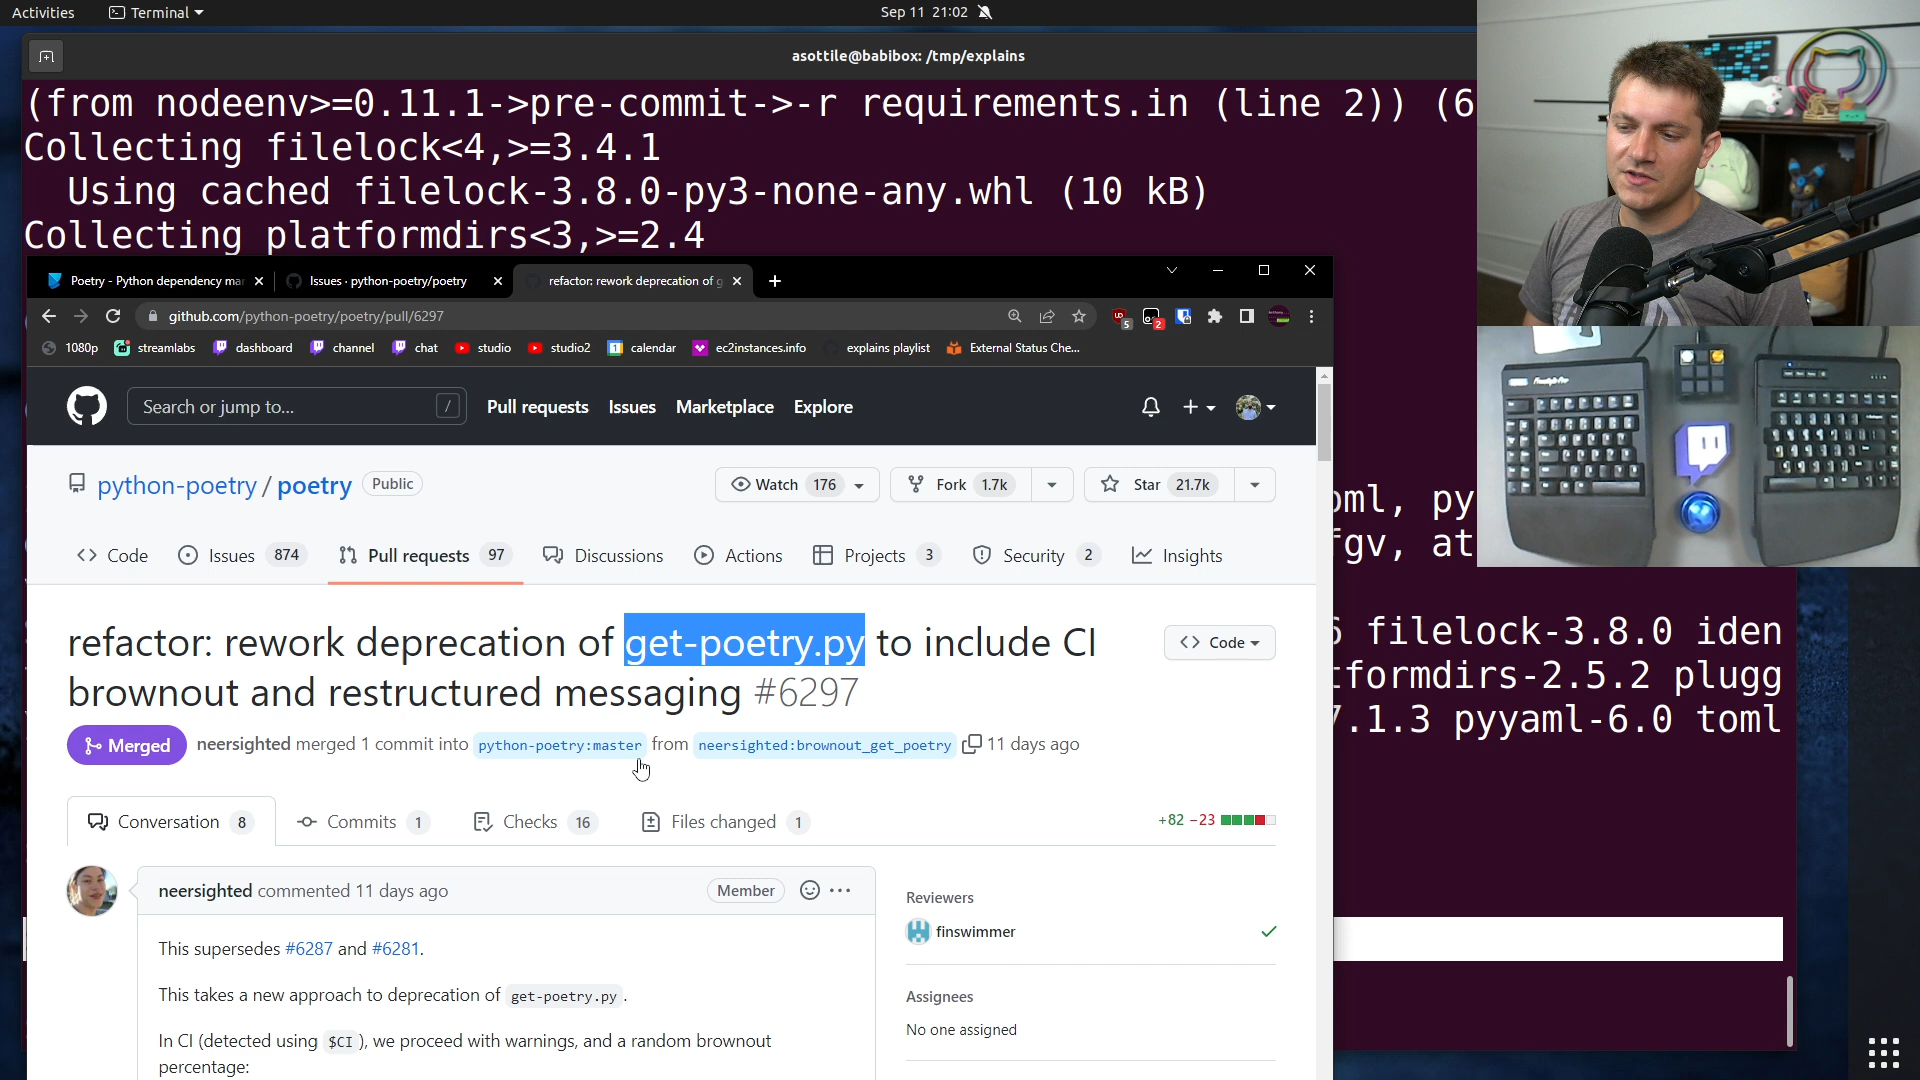 Activities
Terminal
Sep 11 21:02
asottile@babibox: /tmp/explains
(from nodeenv>=0.11.1->pre-commit->-r requirements.in (line 2)) (6
Collecting filelock<4,>=3.4.1
Using cached filelock-3.8.0-py3-none-any.whl (10 kB)
Collecting platformdirs<3,>=2.4
Poetry - Python dependency ma
Issues · python-poetry/poetry
refactor: rework deprecation of g
github.com/python-poetry/poetry/pull/6297
5
2
1080p
streamlabs
dashboard
channel
chat
studio
studio2
calendar
ec2instances.info
explains playlist
External Status Che...
Search or jump to...
/
Pull requests
Issues
Marketplace
Explore
python-poetry / poetry
Public
Watch 176
Fork 1.7k
Star 21.7k
Code
Issues 874
Pull requests 97
Discussions
Actions
Projects 3
Security 2
Insights
oml, py
fgv, at
refactor: rework deprecation of get-poetry.py to include CI
brownout and restructured messaging #6297
Code
filelock-3.8.0 iden
tformdirs-2.5.2 plugg
7.1.3 pyyaml-6.0 toml
Merged
neersighted merged 1 commit into python-poetry:master from neersighted:brownout_get_poetry 11 days ago
Conversation 8
Commits 1
Checks 16
Files changed 1
+82 −23
neersighted commented 11 days ago
Member
This supersedes #6287 and #6281.
This takes a new approach to deprecation of get-poetry.py.
In CI (detected using $CI), we proceed with warnings, and a random brownout
percentage:
Reviewers
finswimmer
Assignees
No one assigned